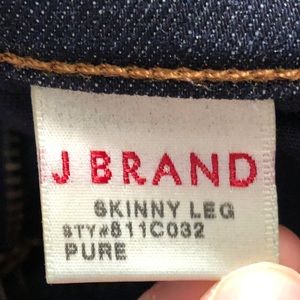 J BRAND
SKINNY LEG
STY#811C032
PURE